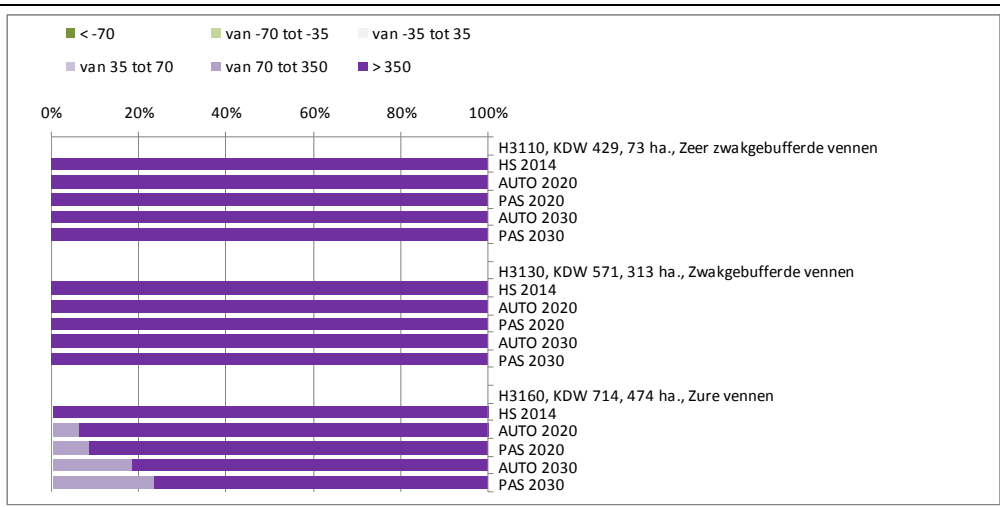 < -70 van -70 tot -35 van -35 tot 35
van 35 tot 70 van 70 tot 350 > 350
0% 20% 40% 60% 80% 100%
H3110, KDW 429, 73 ha., Zeer zwakgebufferde vennen
HS 2014
AUTO 2020
PAS 2020
AUTO 2030
PAS 2030
H3130, KDW 571, 313 ha., Zwakgebufferde vennen
HS 2014
AUTO 2020
PAS 2020
AUTO 2030
PAS 2030
H3160, KDW 714, 474 ha., Zure vennen
HS 2014
AUTO 2020
PAS 2020
AUTO 2030
PAS 2030